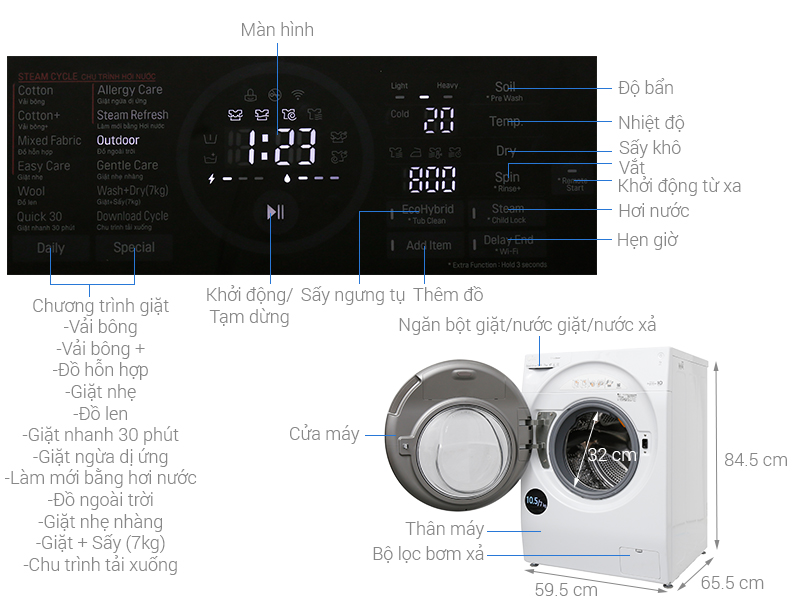 Màn hình
STEAM CYCLE CHU TRÌNH HƠI NƯỚC
Cotton
Vải bông
Cotton+
Vải bông+
Mixed Fabric
Đồ hỗn hợp
Easy Care
Giặt nhẹ
Wool
Đồ len
Quick 30
Giặt nhanh 30 phút
Daily
Allergy Care
Giặt ngừa dị ứng
Steam Refresh
Làm mới bằng Hơi nước
Outdoor
Đồ ngoài trời
Gentle Care
Giặt nhẹ nhàng
Wash+Dry(7kg)
Giặt+Sấy(7kg)
Download Cycle
Chu trình tải xuống
Special
1:23
Light Heavy
Cold 20
800
Soil
* Pre Wash
Temp.
Dry
Spin
* Rinse+
* Remote
Start
EcoHybrid
* Tub Clean
Steam
* Child Lock
Add Item
Delay End
* Wi-Fi
* Extra Function : Hold 3 seconds
Độ bẩn
Nhiệt độ
Sấy khô
Vắt
Khởi động từ xa
Hơi nước
Hẹn giờ
Khởi động/
Tạm dừng
Sấy ngưng tụ
Thêm đồ
Chương trình giặt
-Vải bông
-Vải bông +
-Đồ hỗn hợp
-Giặt nhẹ
-Đồ len
-Giặt nhanh 30 phút
-Giặt ngừa dị ứng
-Làm mới bằng hơi nước
-Đồ ngoài trời
-Giặt nhẹ nhàng
-Giặt + Sấy (7kg)
-Chu trình tải xuống
Ngăn bột giặt/nước giặt/nước xả
Cửa máy
32 cm
84.5 cm
10.5/7 kg
Thân máy
Bộ lọc bơm xả
59.5 cm
65.5 cm